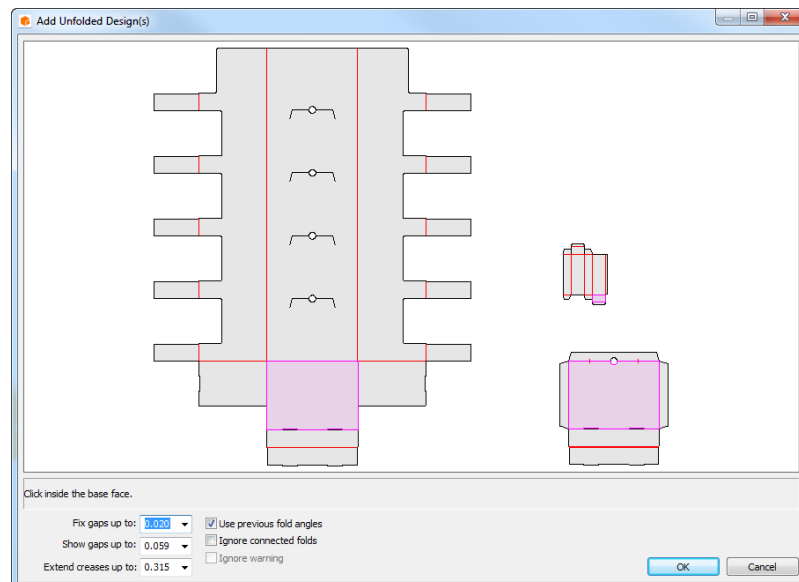 Add Unfolded Design(s)
Click inside the base face.
Fix gaps up to: 0.020
Use previous fold angles
Show gaps up to: 0.059
Ignore connected folds
Ignore warning
Extend creases up to: 0.315
OK
Cancel